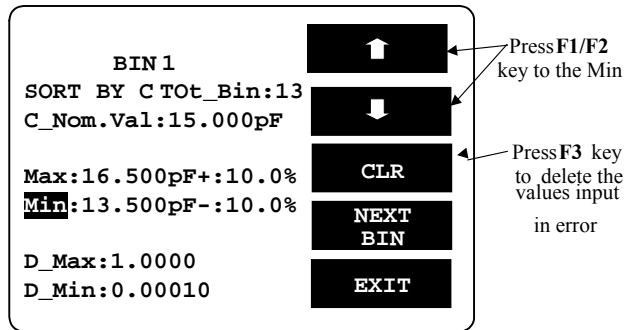 BIN 1
SORT BY C TOt_Bin:13
C_Nom.Val:15.000pF
Max:16.500pF+:10.0%
Min:13.500pF-:10.0%
D_Max:1.0000
D_Min:0.00010
CLR
NEXT
BIN
EXIT
Press F1/F2
key to the Min
Press F3 key
to delete the
values input
in error